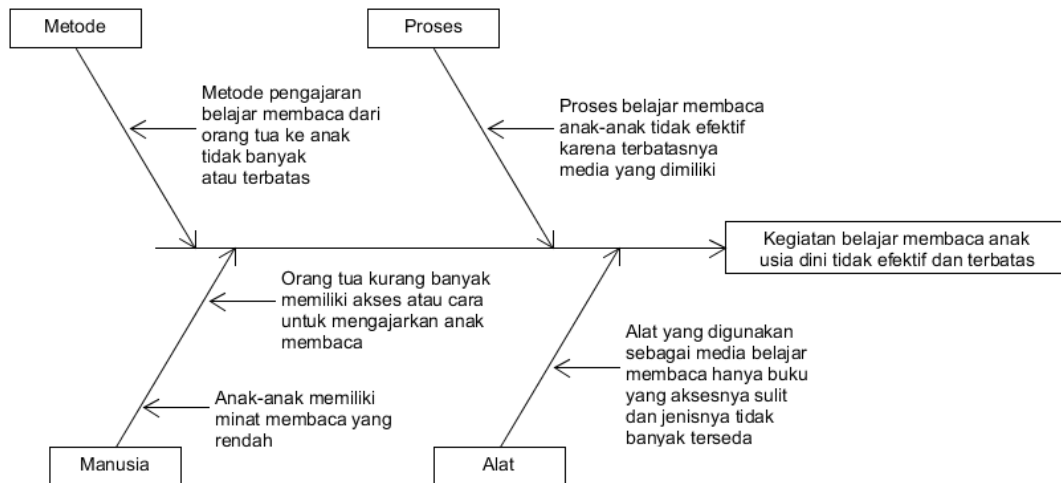 Metode
Proses
Metode pengajaran
belajar membaca dari
orang tua ke anak
tidak banyak
atau terbatas
Proses belajar membaca
anak-anak tidak efektif
karena terbatasnya
media yang dimiliki
Kegiatan belajar membaca anak
usia dini tidak efektif dan terbatas
Orang tua kurang banyak
memiliki akses atau cara
untuk mengajarkan anak
membaca
Alat yang digunakan
sebagai media belajar
membaca hanya buku
yang aksesnya sulit
dan jenisnya tidak
banyak terseda
Anak-anak memiliki
minat membaca yang
rendah
Manusia
Alat